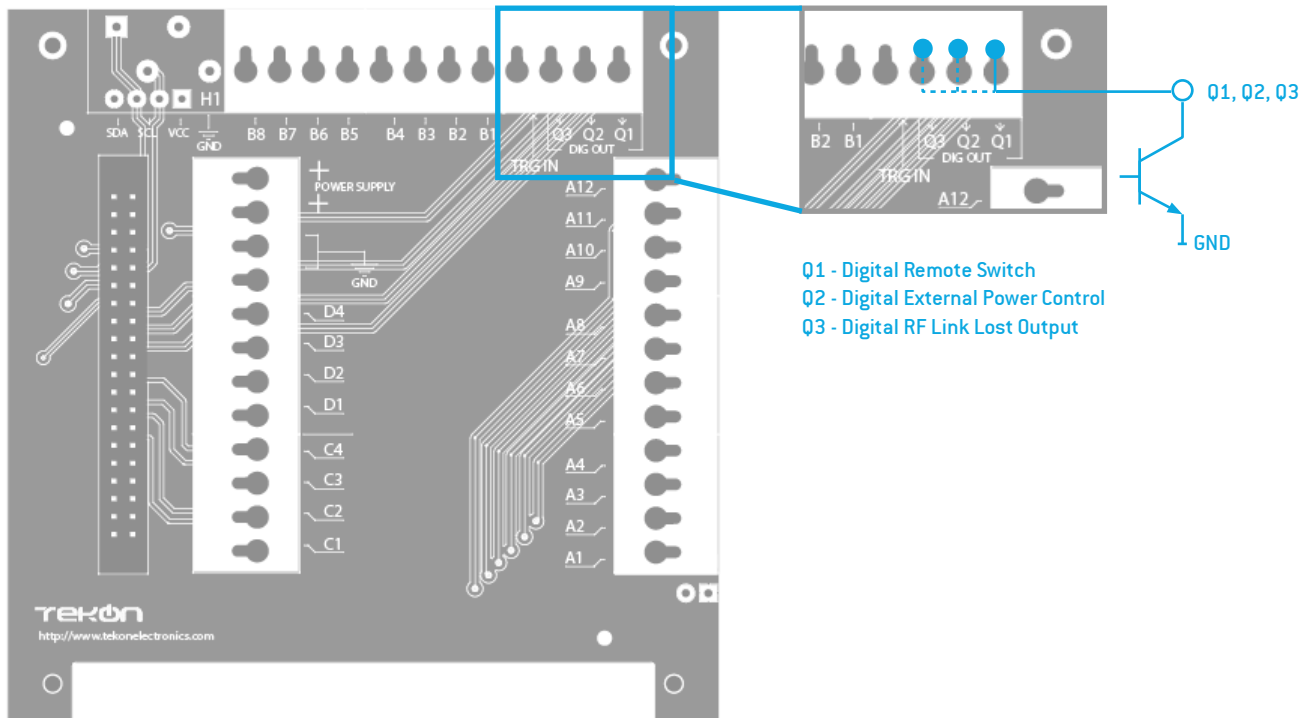 H1
SDA SCL VCC GND B8 B7 B6 B5 B4 B3 B2 B1 Q3 Q2 Q1
DIG OUT
TRG IN
POWER SUPPLY
GND
D4
D3
D2
D1
C4
C3
C2
C1
A12
A11
A10
A9
A8
A7
A6
A5
A4
A3
A2
A1
TEKON
http://www.tekonelectronics.com
B2 B1 Q3 Q2 Q1
DIG OUT
TRG IN
A12
Q1, Q2, Q3
GND
Q1 - Digital Remote Switch
Q2 - Digital External Power Control
Q3 - Digital RF Link Lost Output